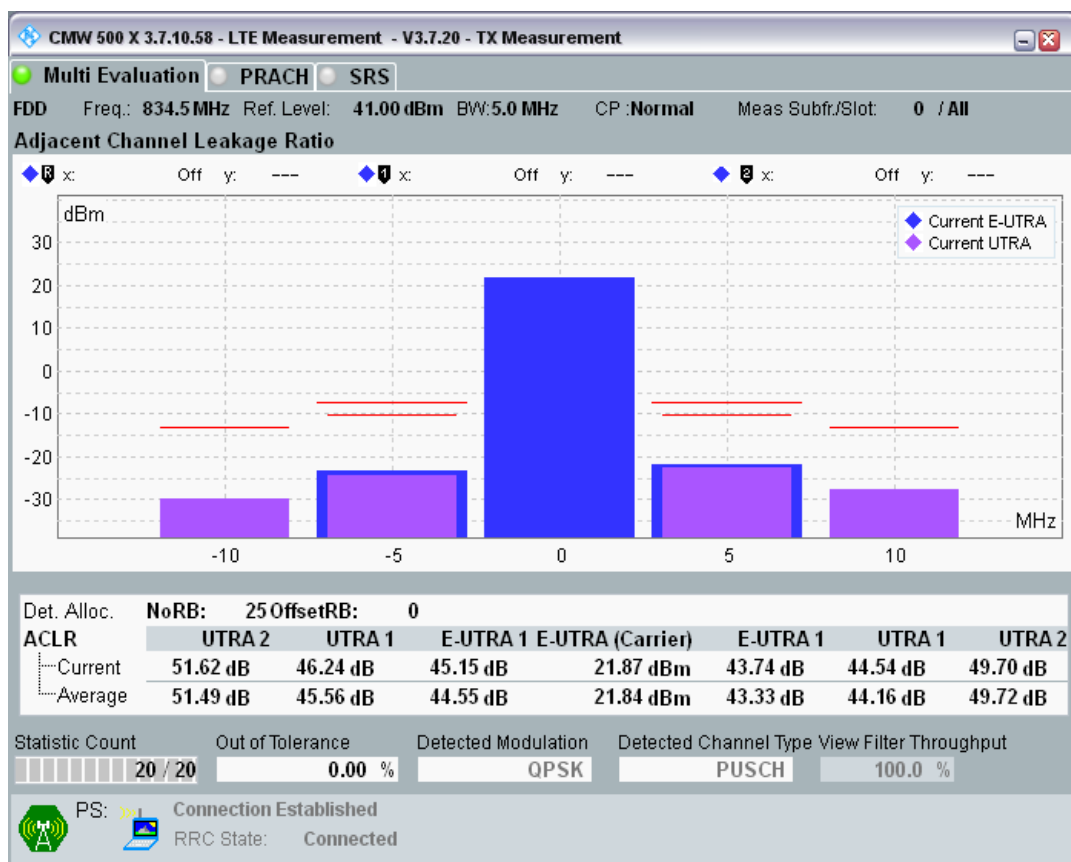 CMW 500 X 3.7.10.58 - LTE Measurement - V3.7.20 - TX Measurement
Multi Evaluation PRACH SRS
FDD Freq.: 834.5 MHz Ref. Level: 41.00 dBm BW:5.0 MHz CP :Normal Meas Subfr./Slot: 0 / All
Adjacent Channel Leakage Ratio
R x: Off y: --- 1 x: Off y: --- 2 x: Off y: ---
dBm
Current E-UTRA
Current UTRA
30
20
10
0
-10
-20
-30
MHz
-10 -5 0 5 10
Det. Alloc. NoRB: 25 OffsetRB: 0
ACLR UTRA 2 UTRA 1 E-UTRA 1 E-UTRA (Carrier) E-UTRA 1 UTRA 1 UTRA 2
Current 51.62 dB 46.24 dB 45.15 dB 21.87 dBm 43.74 dB 44.54 dB 49.70 dB
Average 51.49 dB 45.56 dB 44.55 dB 21.84 dBm 43.33 dB 44.16 dB 49.72 dB
Statistic Count Out of Tolerance Detected Modulation Detected Channel Type View Filter Throughput
20 / 20 0.00 % QPSK PUSCH 100.0 %
PS: Connection Established
RRC State: Connected